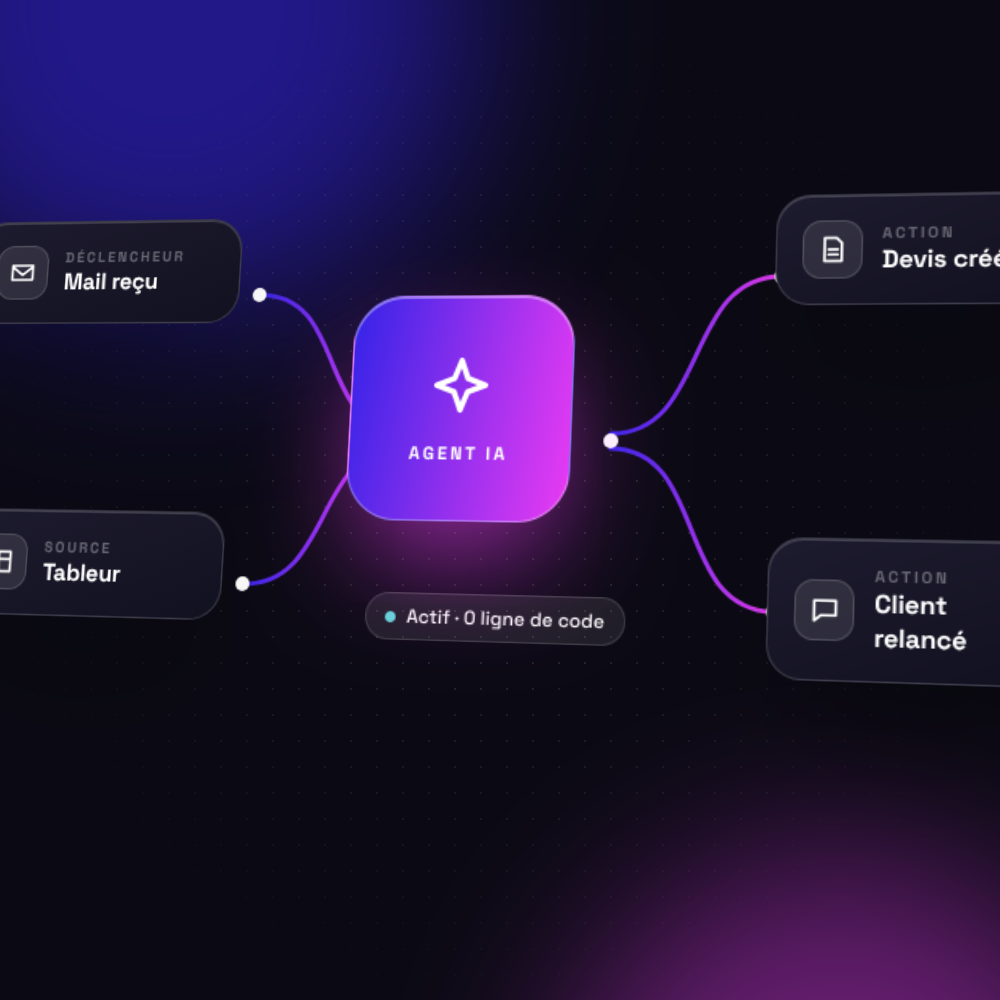 DÉCLENCHEUR
Mail reçu
ACTION
Devis créé
AGENT IA
SOURCE
Tableur
ACTION
Client
relancé
Actif · 0 ligne de code